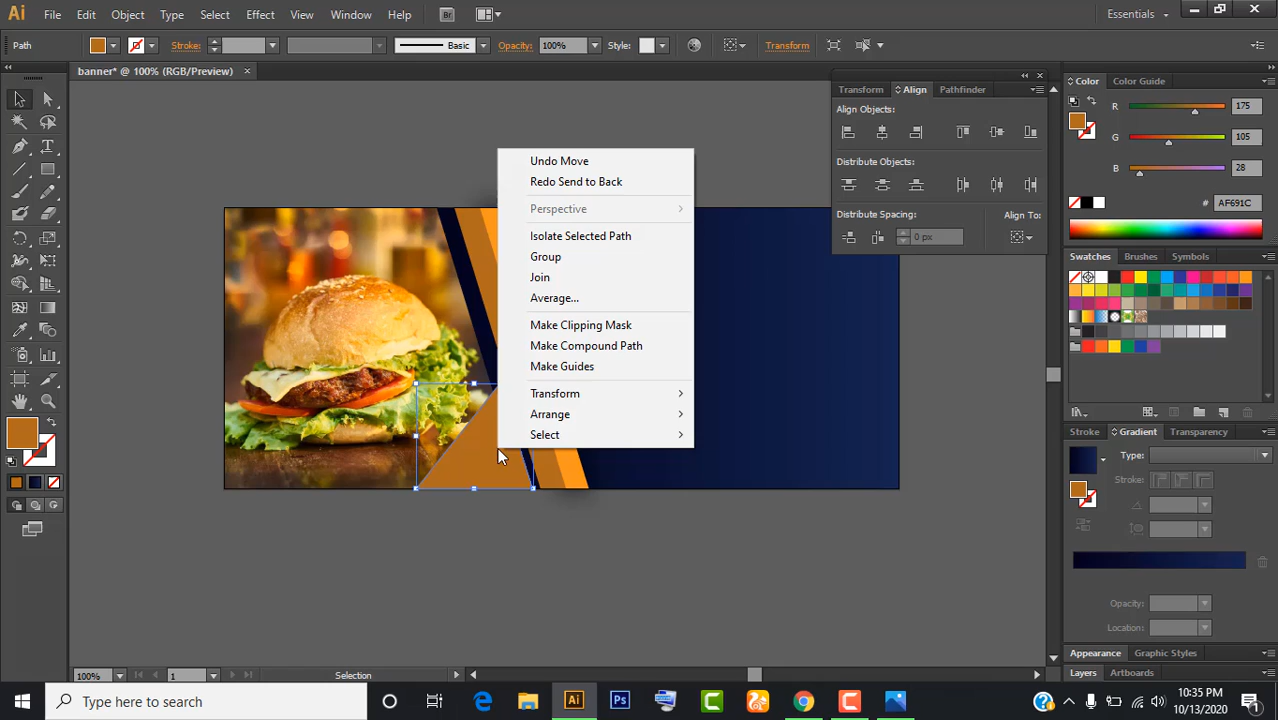 Ai File Edit Object Type Select Effect View Window Help Br Essentials
Path Stroke: Basic Opacity: 100% Style: Transform
banner* @ 100% (RGB/Preview) ×
Transform Align Pathfinder
Align Objects:
Distribute Objects:
Distribute Spacing: Align To:
0 px
Color Color Guide
R 175
G 105
B 28
# AF691C
Swatches Brushes Symbols
Undo Move
Redo Send to Back
Perspective
Isolate Selected Path
Group
Join
Average...
Make Clipping Mask
Make Compound Path
Make Guides
Transform
Arrange
Select
Stroke Gradient Transparency
Type:
Stroke:
Opacity:
Location:
Appearance Graphic Styles
Layers Artboards
100% 1 Selection
Type here to search
Ai Ps
10:35 PM
10/13/2020
1